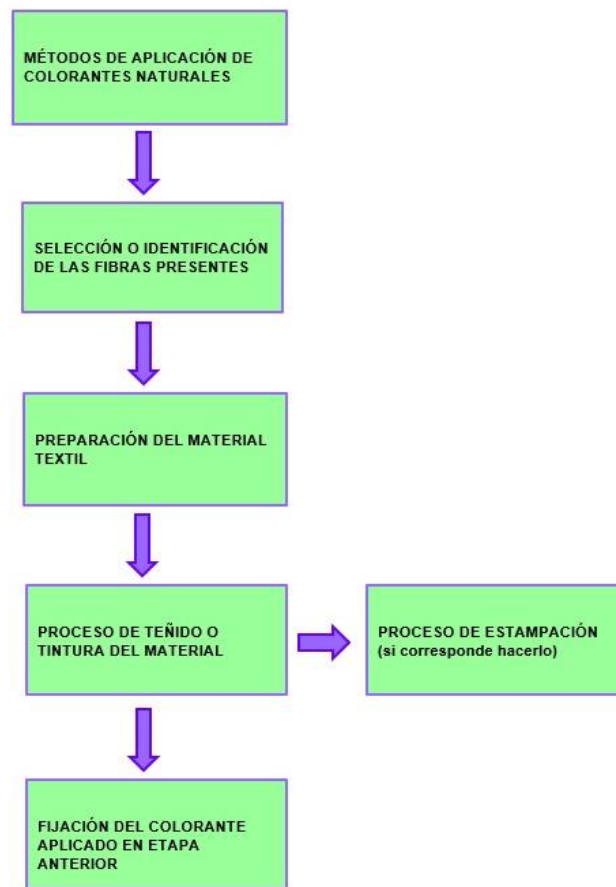 MÉTODOS DE APLICACIÓN DE
COLORANTES NATURALES
SELECCIÓN O IDENTIFICACIÓN
DE LAS FIBRAS PRESENTES
PREPARACIÓN DEL MATERIAL
TEXTIL
PROCESO DE TEÑIDO O
TINTURA DEL MATERIAL
PROCESO DE ESTAMPACIÓN
(si corresponde hacerlo)
FIJACIÓN DEL COLORANTE
APLICADO EN ETAPA
ANTERIOR